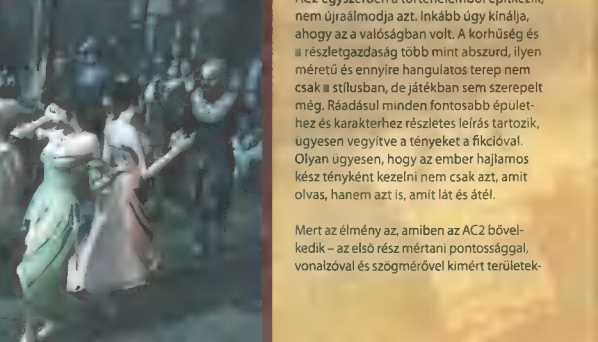 AC2 egyszerűen a történelemből építkezik,
nem újraálmodja azt. Inkább úgy kínálja,
ahogy az a valóságban volt. A korhűség és
a részletgazdaság több mint abszurd, ilyen
méretű és ennyire hangulatos terep nem
csak a stílusban, de játékban sem szerepelt
még. Ráadásul minden fontosabb épület-
hez és karakterhez részletes leírás tartozik,
ügyesen vegyítve a tényeket a fikcióval.
Olyan ügyesen, hogy az ember hajlamos
kész tényként kezelni nem csak azt, amit
olvas, hanem azt is, amit lát és átél.
Mert az élmény az, amiben az AC2 bővel-
kedik – az első rész mértani pontossággal,
vonalzóval és szögmérővel kimért területek-